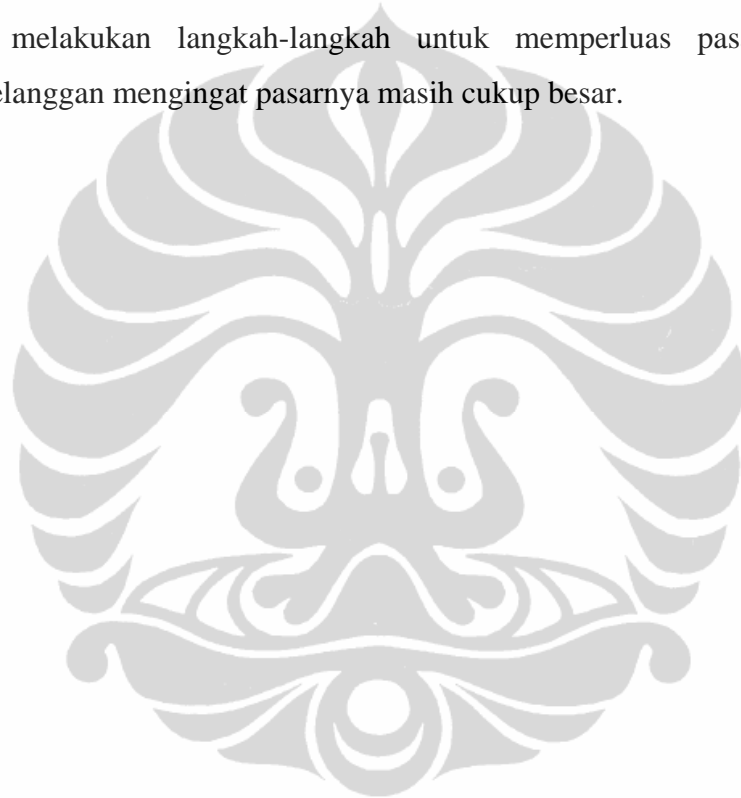 melakukan langkah-langkah untuk memperluas pas
elanggan mengingat pasarnya masih cukup besar.